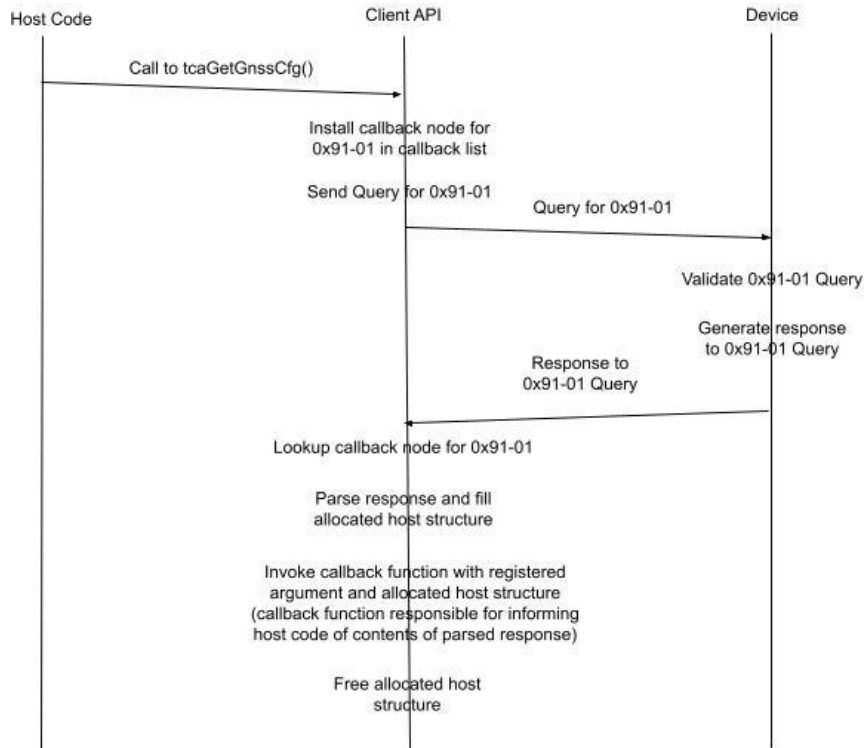 Host Code
Client API
Device
Call to tcaGetGnssCfg()
Install callback node for
0x91-01 in callback list
Send Query for 0x91-01
Query for 0x91-01
Validate 0x91-01 Query
Generate response
to 0x91-01 Query
Response to
0x91-01 Query
Lookup callback node for 0x91-01
Parse response and fill
allocated host structure
Invoke callback function with registered
argument and allocated host structure
(callback function responsible for informing
host code of contents of parsed response)
Free allocated host
structure